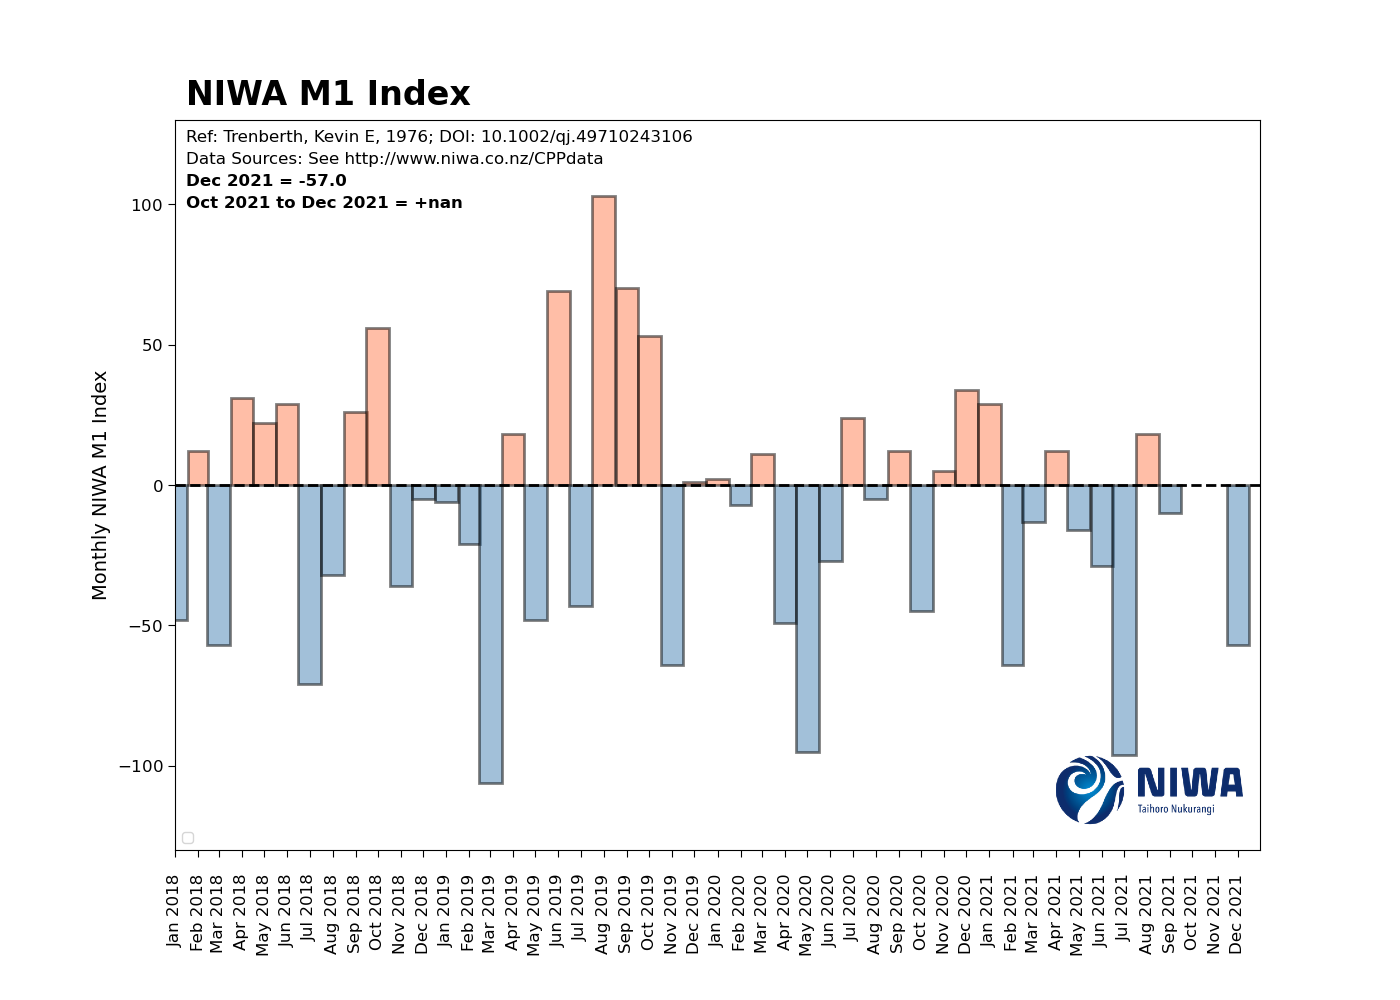 NIWA M1 Index
Ref: Trenberth, Kevin E, 1976; DOI: 10.1002/qj.49710243106
Data Sources: See http://www.niwa.co.nz/CPPdata
Dec 2021 = -57.0
Oct 2021 to Dec 2021 = +nan
Monthly NIWA M1 Index
100
50
0
−50
−100
NIWA
Taihoro Nukurangi
Jan 2018
Feb 2018
Mar 2018
Apr 2018
May 2018
Jun 2018
Jul 2018
Aug 2018
Sep 2018
Oct 2018
Nov 2018
Dec 2018
Jan 2019
Feb 2019
Mar 2019
Apr 2019
May 2019
Jun 2019
Jul 2019
Aug 2019
Sep 2019
Oct 2019
Nov 2019
Dec 2019
Jan 2020
Feb 2020
Mar 2020
Apr 2020
May 2020
Jun 2020
Jul 2020
Aug 2020
Sep 2020
Oct 2020
Nov 2020
Dec 2020
Jan 2021
Feb 2021
Mar 2021
Apr 2021
May 2021
Jun 2021
Jul 2021
Aug 2021
Sep 2021
Oct 2021
Nov 2021
Dec 2021